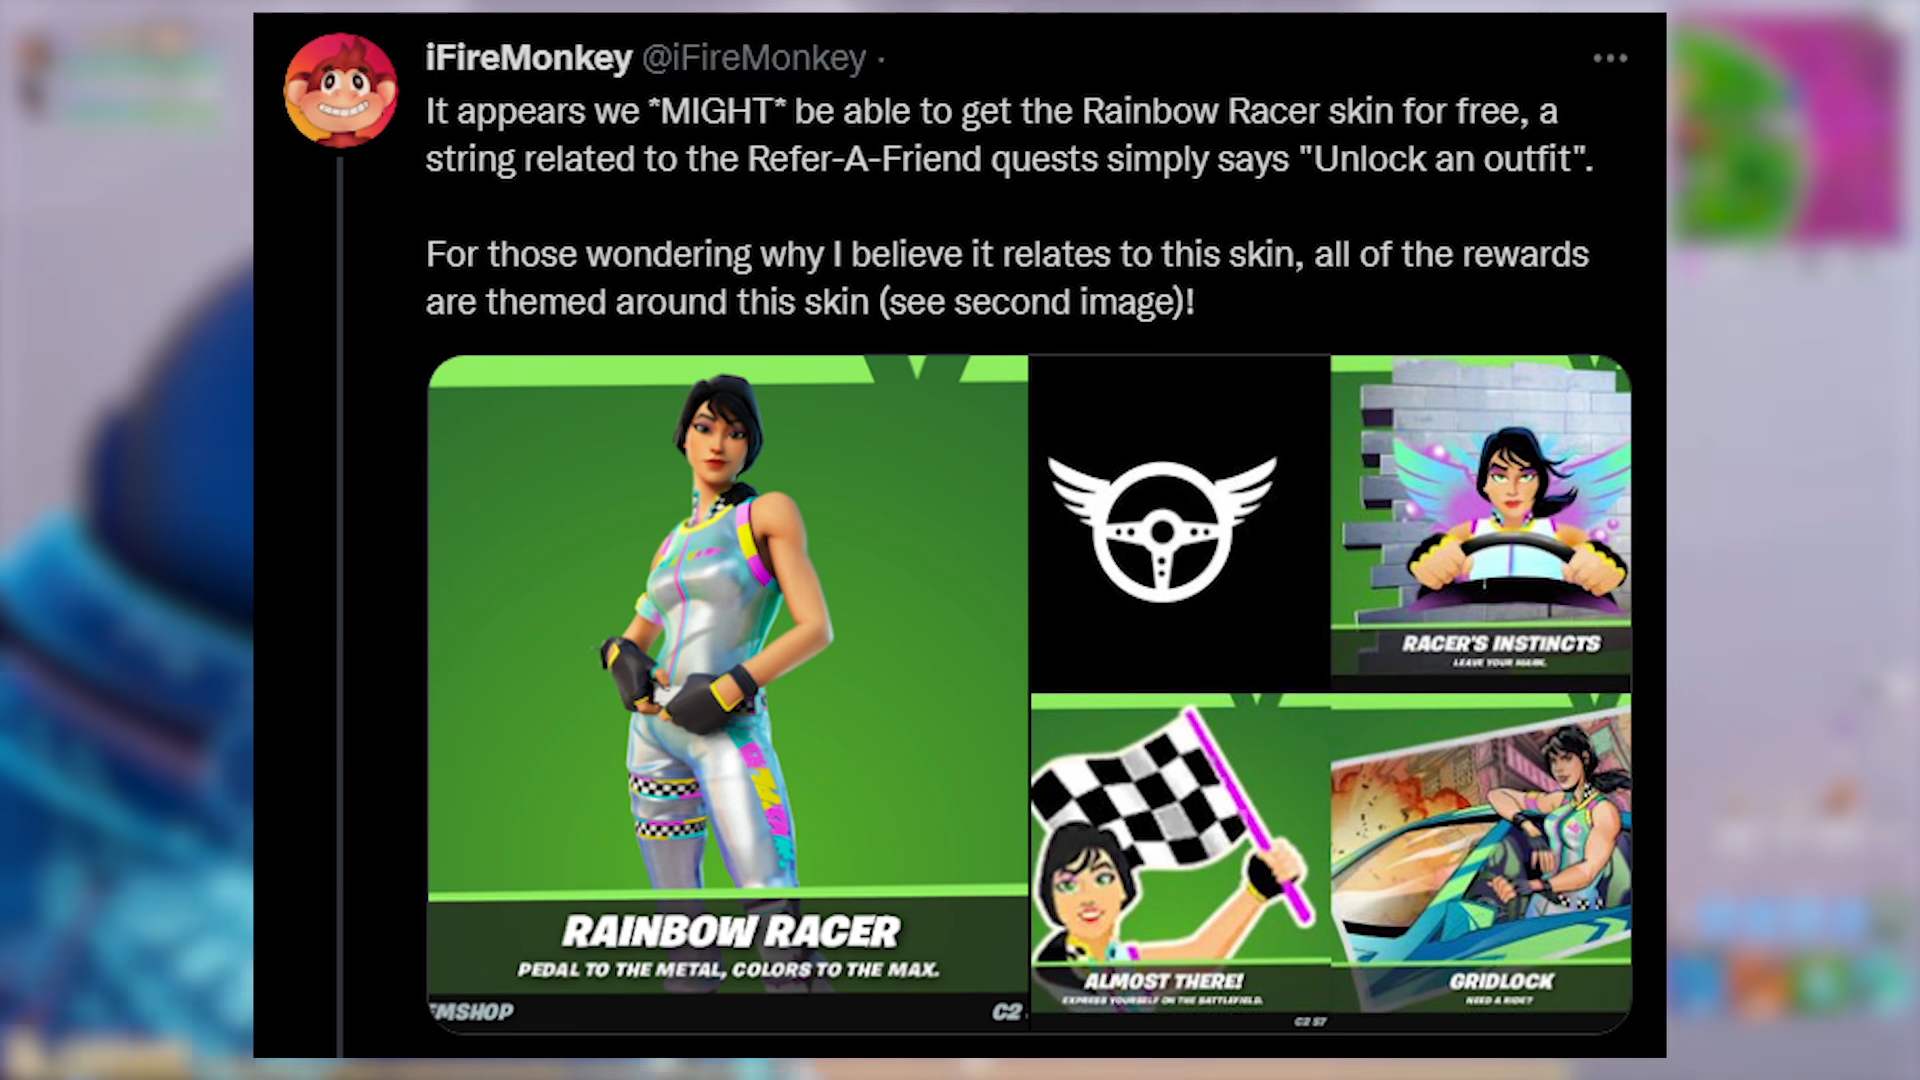 iFireMonkey @iFireMonkey ·
It appears we *MIGHT* be able to get the Rainbow Racer skin for free, a
string related to the Refer-A-Friend quests simply says "Unlock an outfit".
For those wondering why I believe it relates to this skin, all of the rewards
are themed around this skin (see second image)!
RAINBOW RACER
PEDAL TO THE METAL, COLORS TO THE MAX.
EMSHOP
C2
RACER'S INSTINCTS
LEAVE YOUR MARK.
ALMOST THERE!
EXPRESS YOURSELF ON THE BATTLEFIELD.
C2 S7
GRIDLOCK
NEED A RIDE?